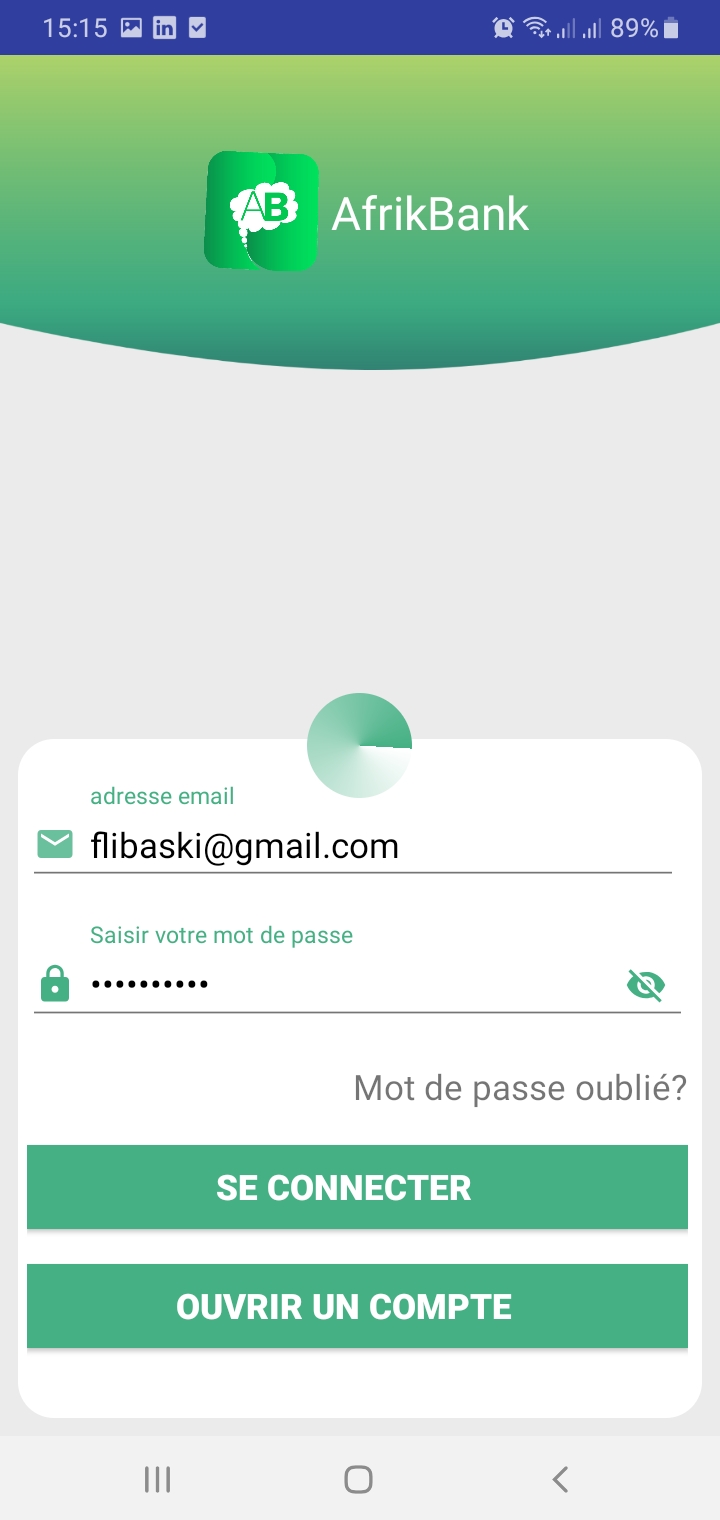 15:15 in 89%
AB
AfrikBank
adresse email
flibaski@gmail.com
Saisir votre mot de passe
••••••••••
Mot de passe oublié?
SE CONNECTER
OUVRIR UN COMPTE